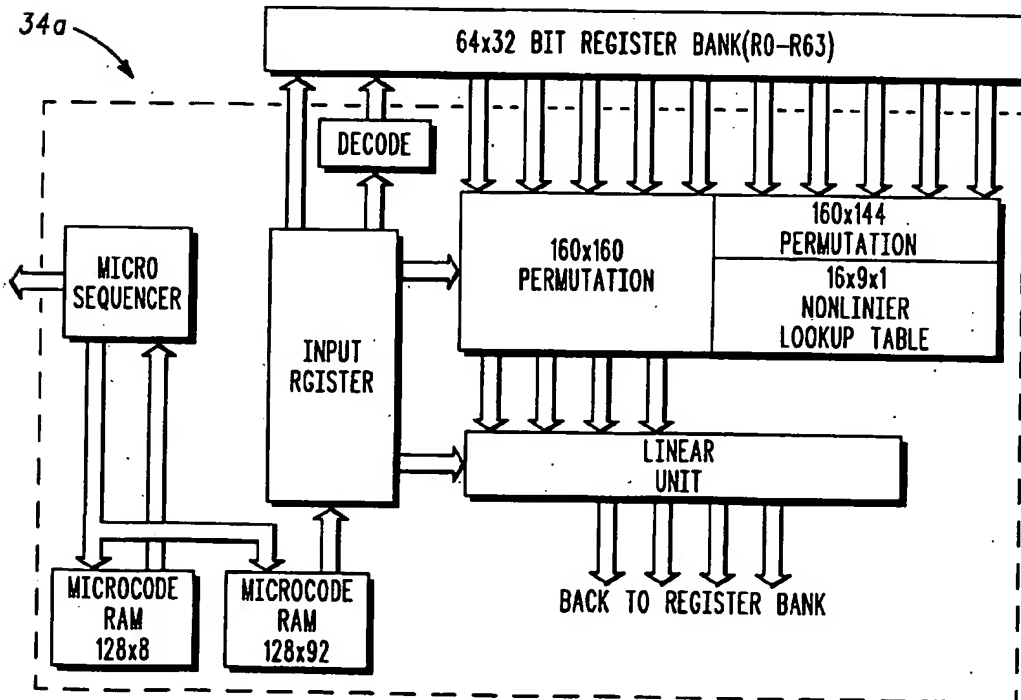 34a
64x32 BIT REGISTER BANK(R0-R63)
DECODE
MICRO
SEQUENCER
INPUT
RGISTER
160x160
PERMUTATION
160x144
PERMUTATION
16x9x1
NONLINIER
LOOKUP TABLE
LINEAR
UNIT
MICROCODE
RAM
128x8
MICROCODE
RAM
128x92
BACK TO REGISTER BANK